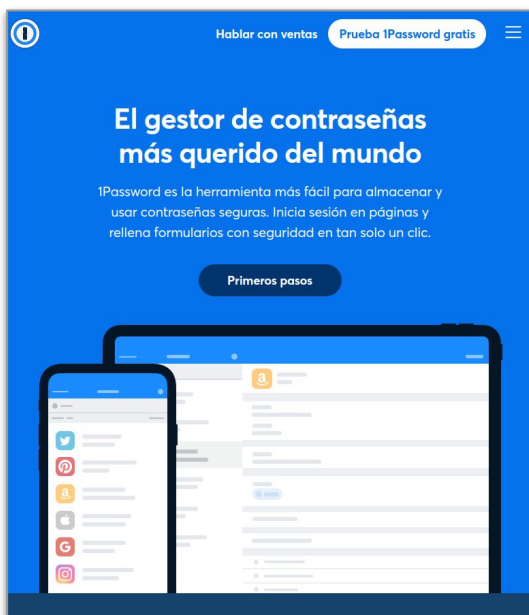 Hablar con ventas
Prueba 1Password gratis
El gestor de contraseñas
más querido del mundo
1Password es la herramienta más fácil para almacenar y
usar contraseñas seguras. Inicia sesión en páginas y
rellena formularios con seguridad en tan solo un clic.
Primeros pasos